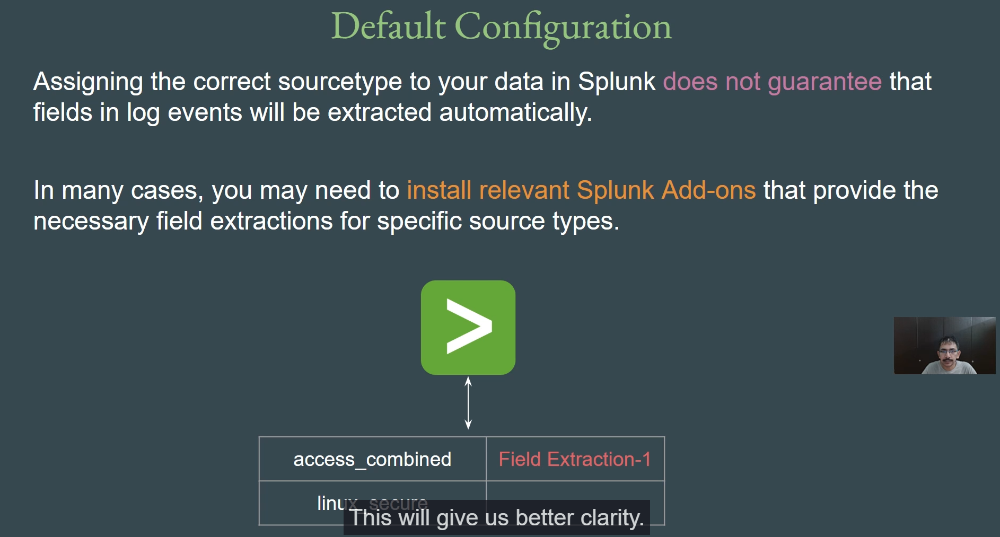 Default Configuration
Assigning the correct sourcetype to your data in Splunk does not guarantee that
fields in log events will be extracted automatically.
In many cases, you may need to install relevant Splunk Add-ons that provide the
necessary field extractions for specific source types.
>
access_combined
Field Extraction-1
linux_secure
This will give us better clarity.